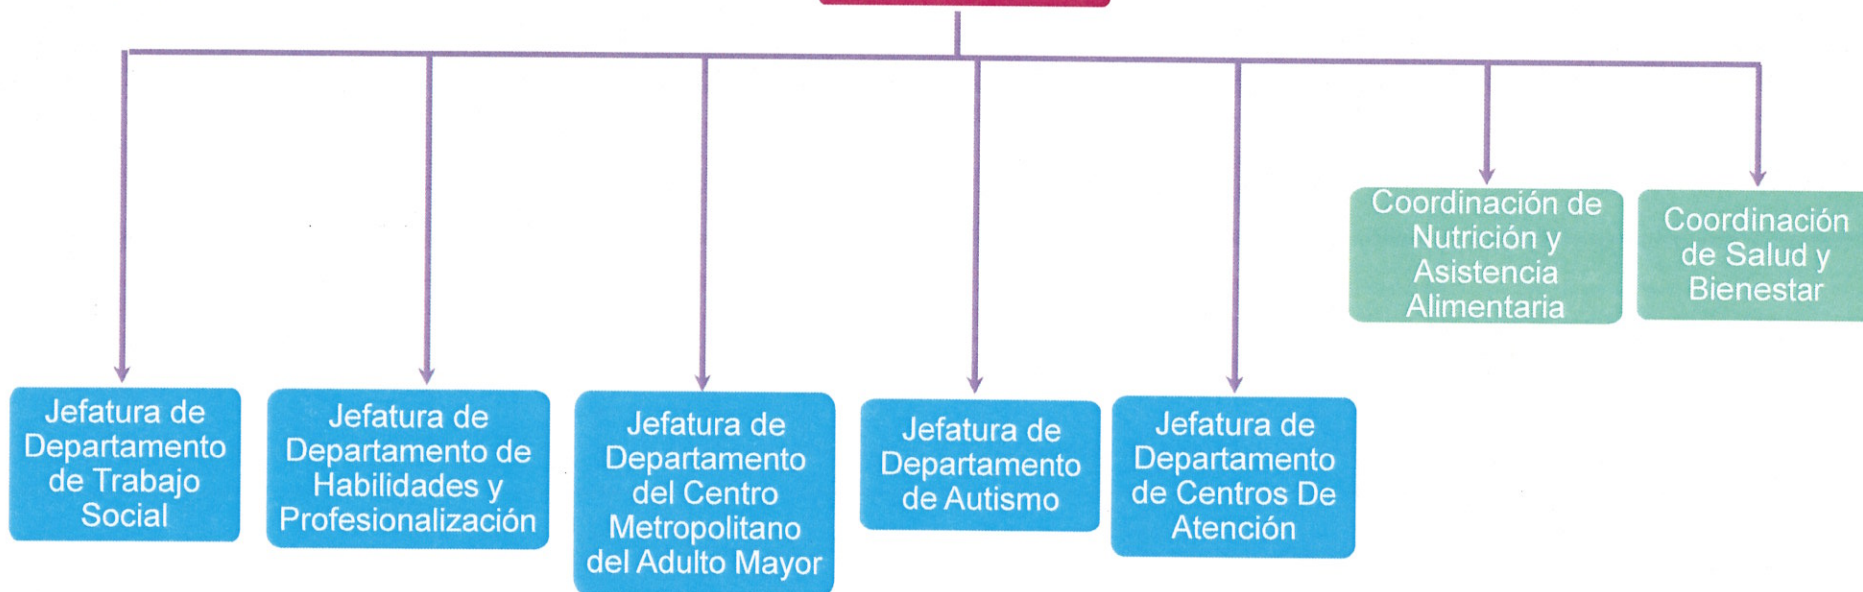 Coordinación de
Nutrición y
Asistencia
Alimentaria
Coordinación
de Salud y
Bienestar
Jefatura de
Departamento
de Trabajo
Social
Jefatura de
Departamento de
Habilidades y
Profesionalización
Jefatura de
Departamento
del Centro
Metropolitano
del Adulto Mayor
Jefatura de
Departamento
de Autismo
Jefatura de
Departamento
de Centros De
Atención